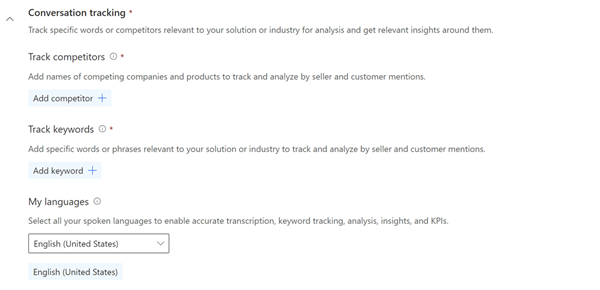 Conversation tracking *
Track specific words or competitors relevant to your solution or industry for analysis and get relevant insights around them.
Track competitors *
Add names of competing companies and products to track and analyze by seller and customer mentions.
Add competitor +
Track keywords *
Add specific words or phrases relevant to your solution or industry to track and analyze by seller and customer mentions.
Add keyword +
My languages
Select all your spoken languages to enable accurate transcription, keyword tracking, analysis, insights, and KPIs.
English (United States)
English (United States)